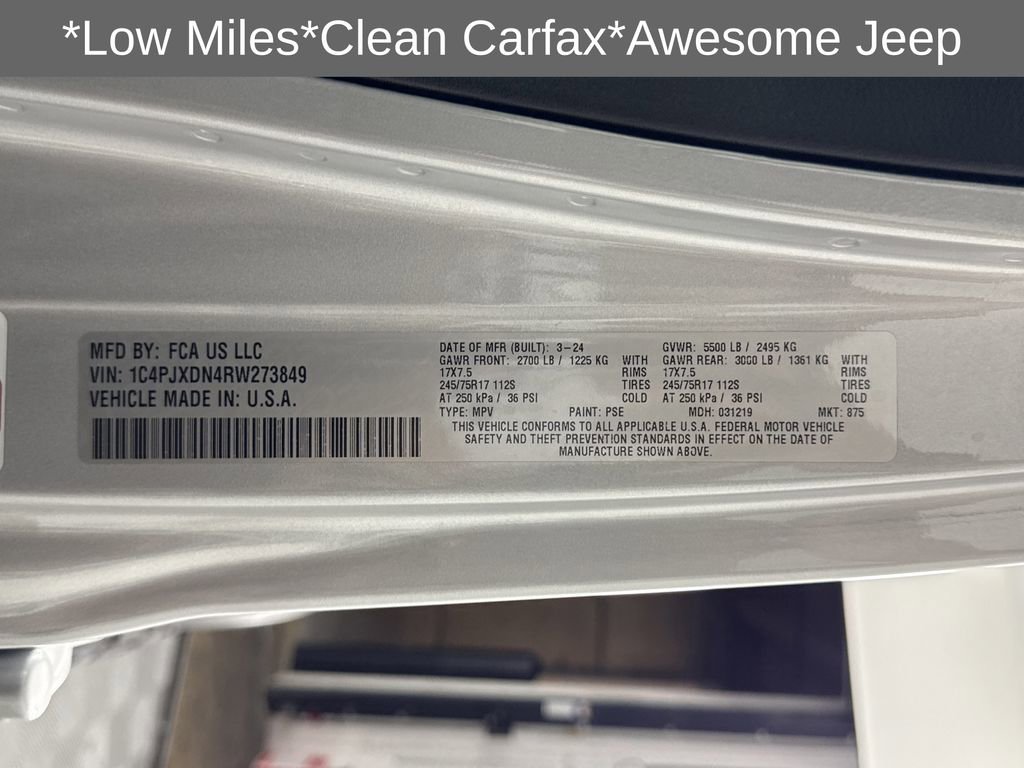 *Low Miles*Clean Carfax*Awesome Jeep
MFD BY: FCA US LLC
VIN: 1C4PJXDN4RW273849
VEHICLE MADE IN: U.S.A.
DATE OF MFR (BUILT): 3-24
GAWR FRONT: 2700 LB / 1225 KG WITH
17X7.5 RIMS
245/75R17 112S TIRES
AT 250 kPa / 36 PSI COLD
GVWR: 5500 LB / 2495 KG
GAWR REAR: 3000 LB / 1361 KG WITH
17X7.5 RIMS
245/75R17 112S TIRES
AT 250 kPa / 36 PSI COLD
TYPE: MPV PAINT: PSE MDH: 031219 MKT: 875
THIS VEHICLE CONFORMS TO ALL APPLICABLE U.S.A. FEDERAL MOTOR VEHICLE
SAFETY AND THEFT PREVENTION STANDARDS IN EFFECT ON THE DATE OF
MANUFACTURE SHOWN ABOVE.